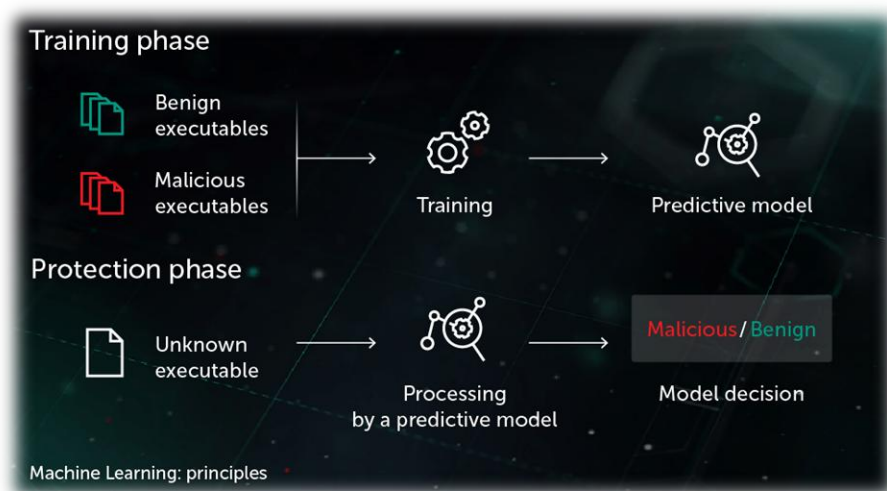 Training phase
Benign
executables
Malicious
executables
Training
Predictive model
Protection phase
Unknown
executable
Processing
by a predictive model
Malicious/Benign
Model decision
Machine Learning: principles